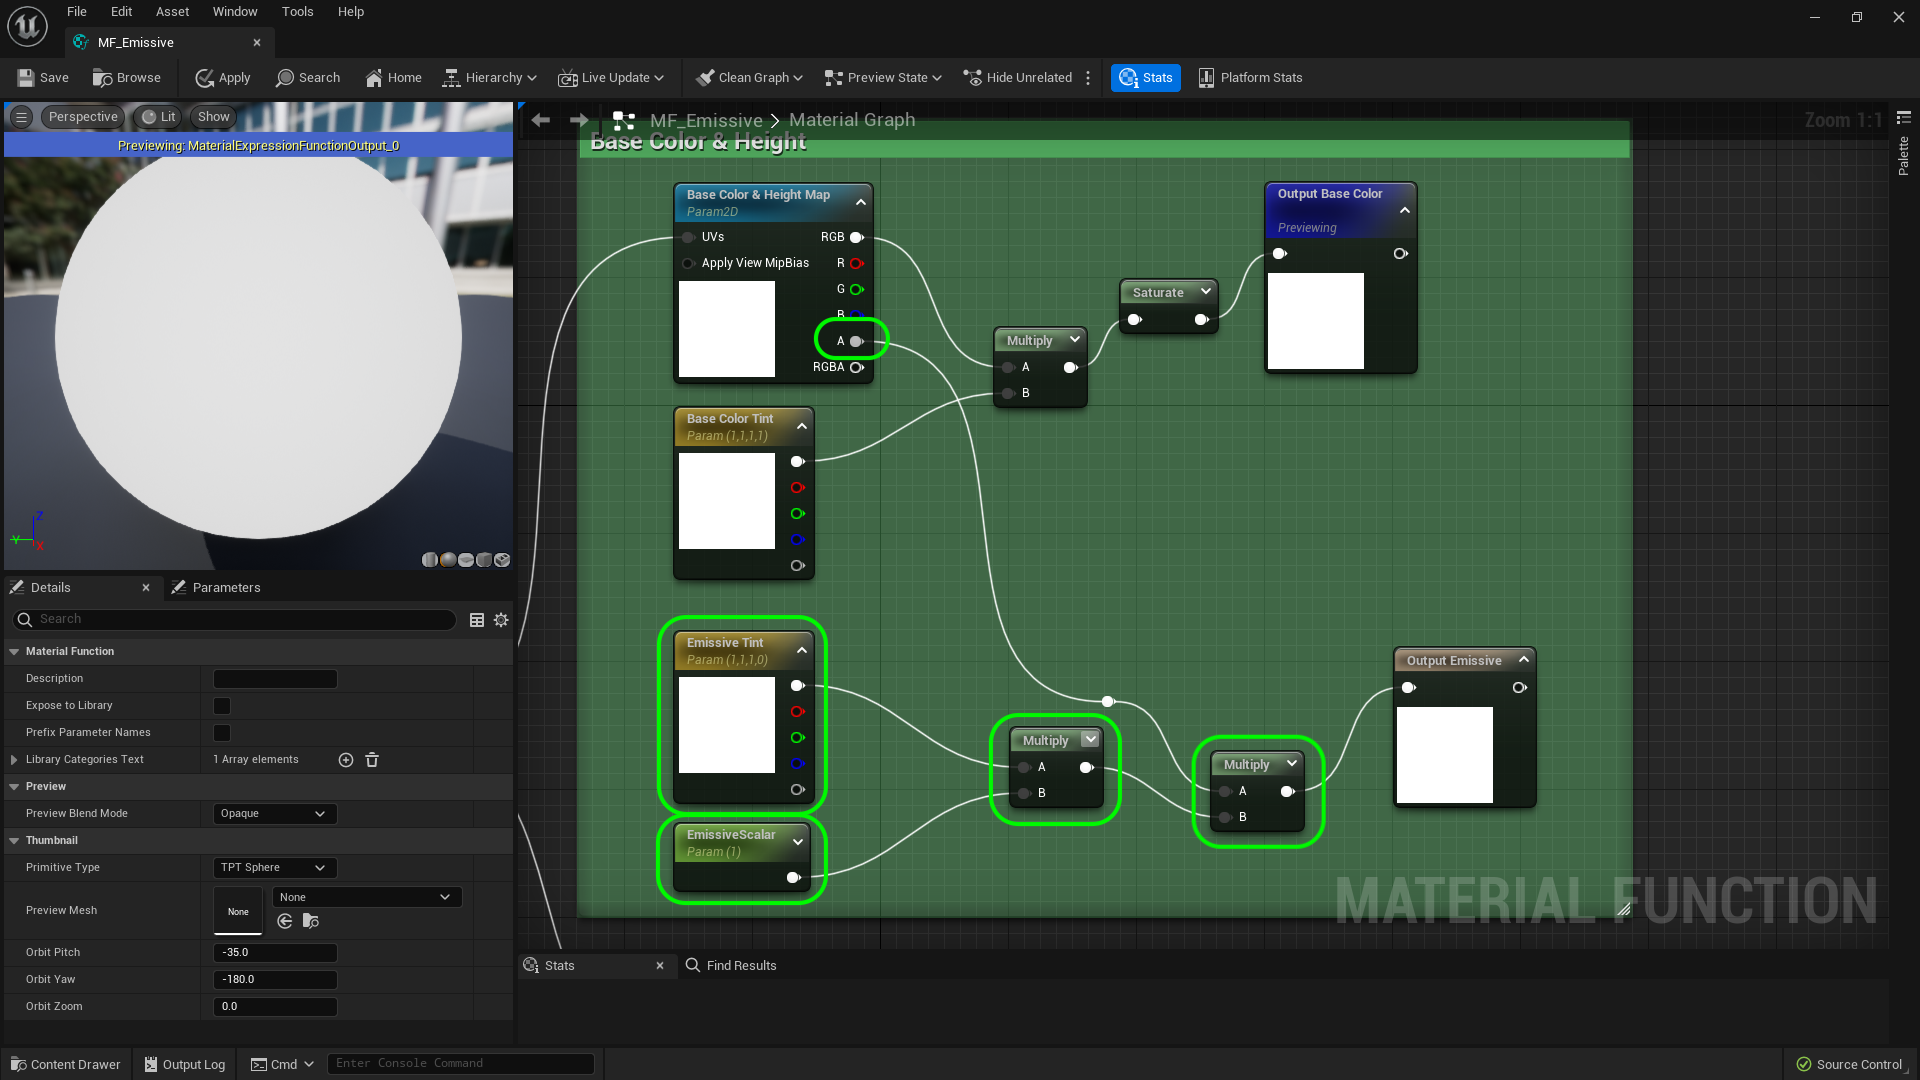 File Edit Asset Window Tools Help
MF_Emissive
Save Browse Apply Search Home Hierarchy Live Update Clean Graph Preview State Hide Unrelated Stats Platform Stats
Perspective Lit Show
Previewing: MaterialExpressionFunctionOutput_0
Z
Y
X
MF_Emissive > Material Graph
Zoom 1:1
Palette
Base Color & Height
Base Color & Height Map
Param2D
UVs RGB
Apply View MipBias R
G
B
A
RGBA
Base Color Tint
Param (1,1,1,1)
Emissive Tint
Param (1,1,1,0)
EmissiveScalar
Param (1)
Multiply
A
B
Saturate
Output Base Color
Previewing
Multiply
A
B
Multiply
A
B
Output Emissive
MATERIAL FUNCTION
Details Parameters
Search
Material Function
Description
Expose to Library
Prefix Parameter Names
Library Categories Text 1 Array elements
Preview
Preview Blend Mode Opaque
Thumbnail
Primitive Type TPT Sphere
Preview Mesh None None
Orbit Pitch -35.0
Orbit Yaw -180.0
Orbit Zoom 0.0
Stats Find Results
Content Drawer Output Log Cmd Enter Console Command Source Control